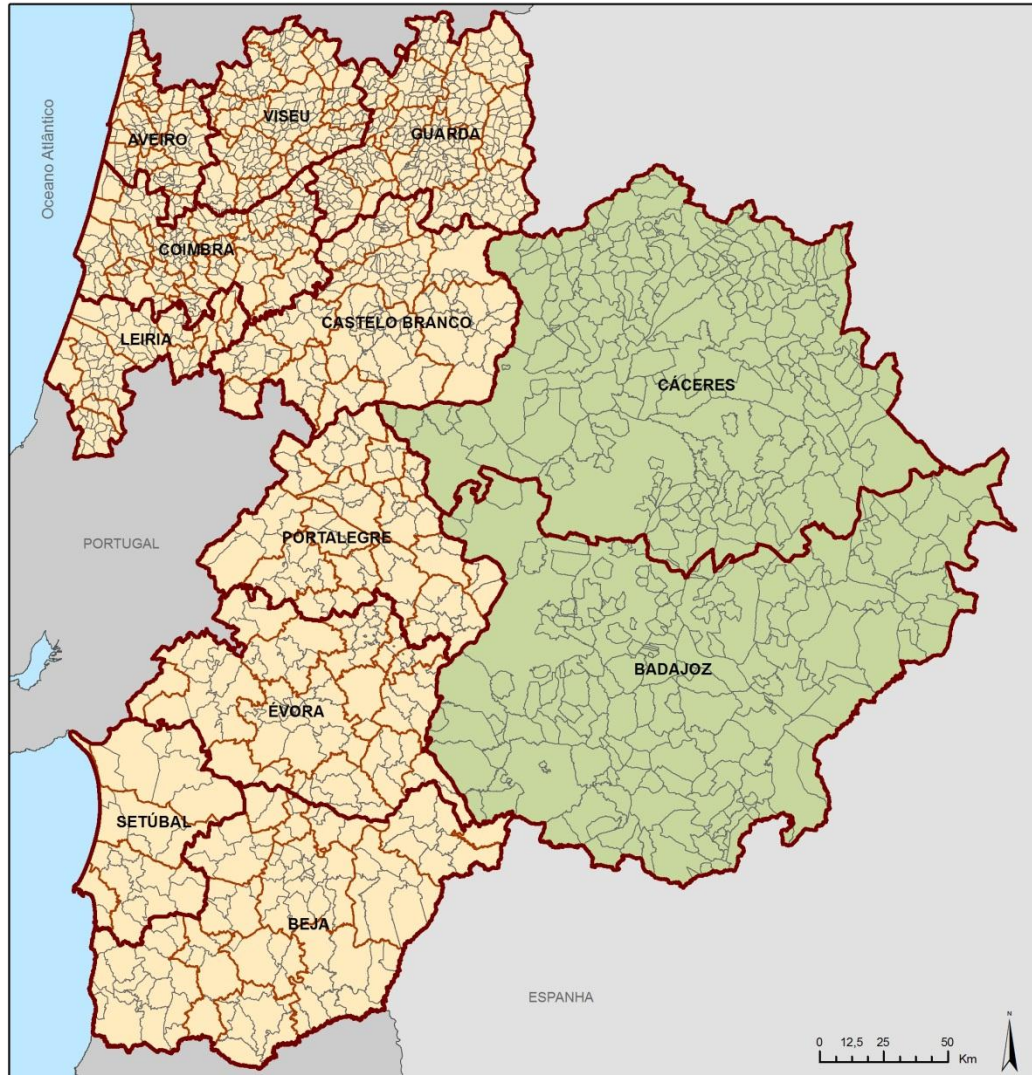 Oceano Atlântico
AVEIRO
VISEU
GUARDA
COIMBRA
LEIRIA
CASTELO BRANCO
CÁCERES
PORTUGAL
PORTALEGRE
BADAJOZ
ÉVORA
SETÚBAL
BEJA
ESPANHA
N
0 12,5 25 50
Km